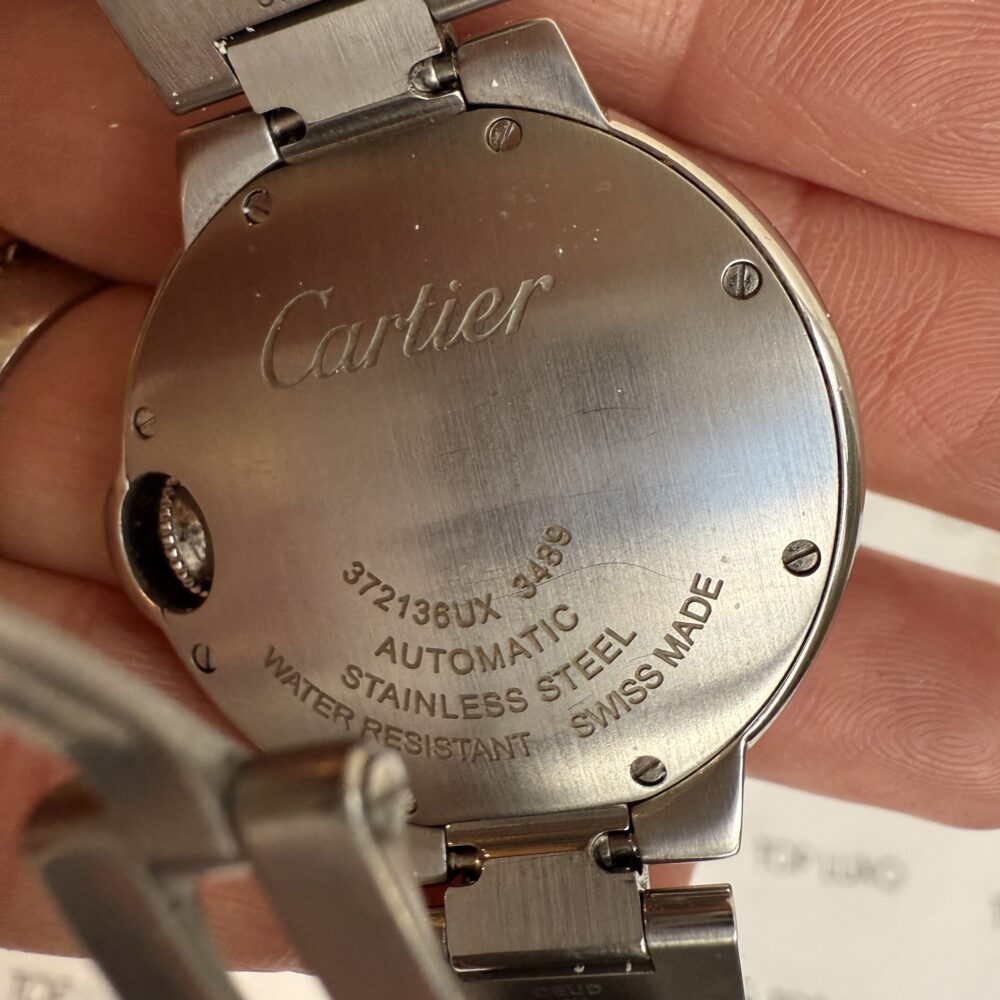 Cartier
372136UX 3489
AUTOMATIC
STAINLESS STEEL
WATER RESISTANT SWISS MADE